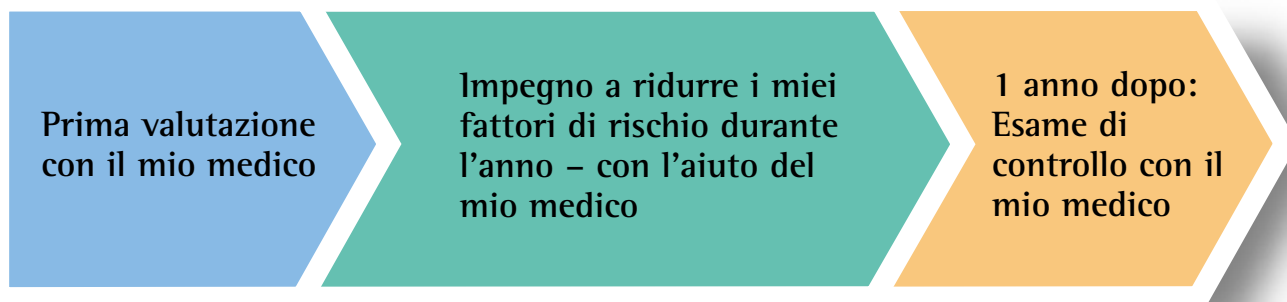 Prima valutazione
con il mio medico
Impegno a ridurre i miei
fattori di rischio durante
l'anno – con l'aiuto del
mio medico
1 anno dopo:
Esame di
controllo con il
mio medico